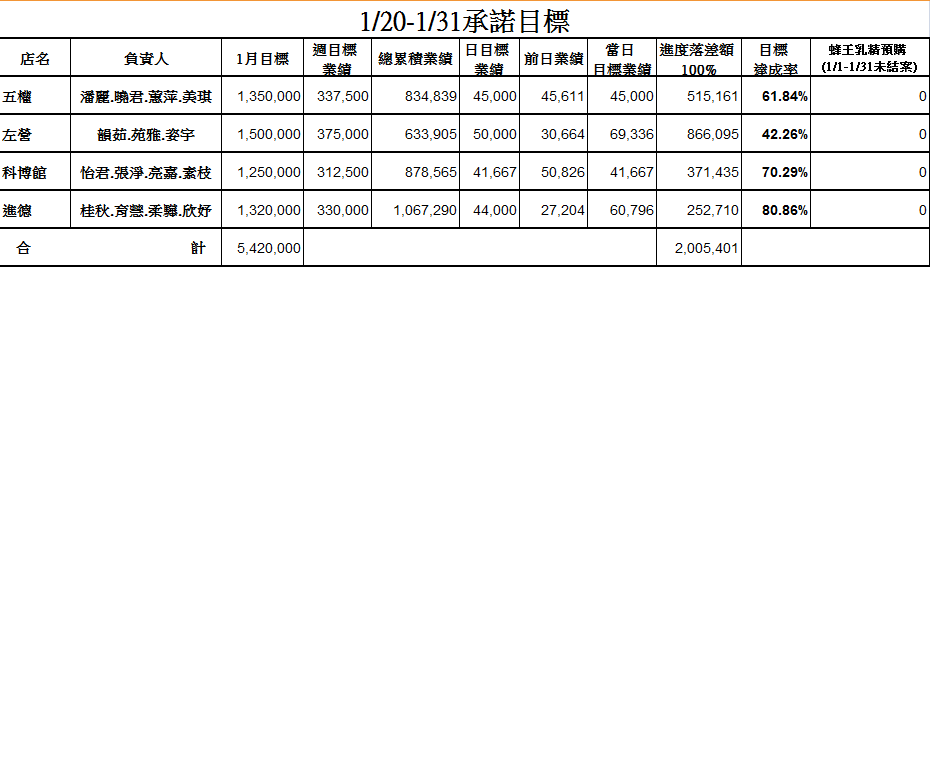 1/20-1/31承諾目標
店名 負責人 1月目標 週目標業績 總累積業績 日目標業績 前日業績 當日目標業績 進度落差額100% 目標達成率 蜂王乳精預購(1/1-1/31未結案)
五權 潘麗.曉君.蕙萍.美琪 1,350,000 337,500 834,839 45,000 45,611 45,000 515,161 61.84% 0
左營 韻茹.苑雅.姿宇 1,500,000 375,000 633,905 50,000 30,664 69,336 866,095 42.26% 0
科博館 怡君.張淨.亮嘉.素枝 1,250,000 312,500 878,565 41,667 50,826 41,667 371,435 70.29% 0
進德 桂秋.育慧.柔驊.欣妤 1,320,000 330,000 1,067,290 44,000 27,204 60,796 252,710 80.86% 0
合計 5,420,000 2,005,401